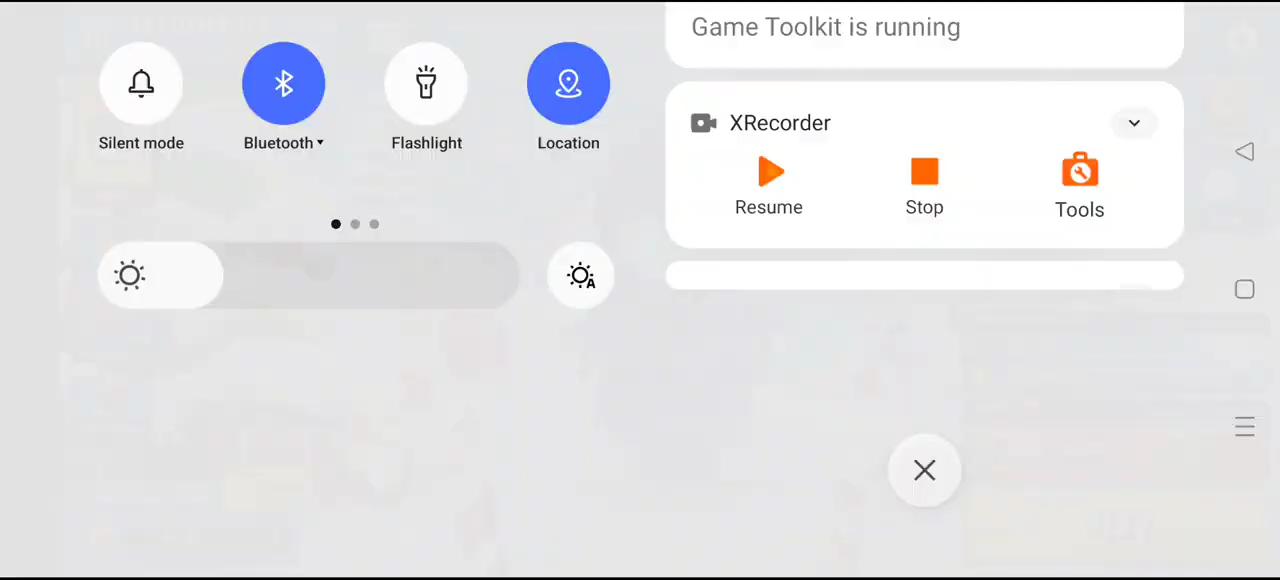 Game Toolkit is running
Silent mode
Bluetooth
Flashlight
Location
XRecorder
Resume
Stop
Tools
A